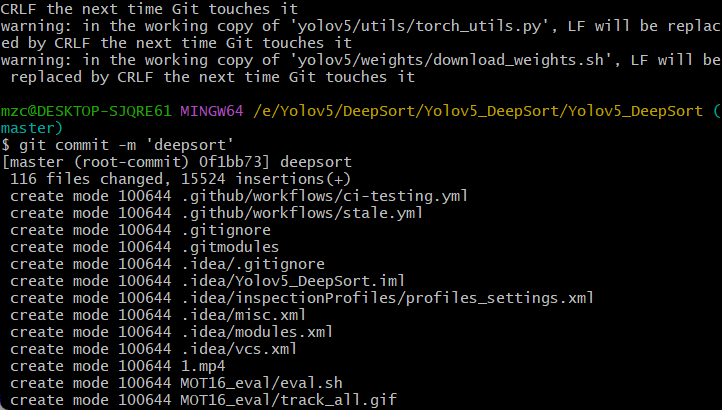 CRLF the next time Git touches it
warning: in the working copy of 'yolov5/utils/torch_utils.py', LF will be replac
ed by CRLF the next time Git touches it
warning: in the working copy of 'yolov5/weights/download_weights.sh', LF will be
 replaced by CRLF the next time Git touches it

mzc@DESKTOP-SJQRE61 MINGW64 /e/Yolov5/DeepSort/Yolov5_DeepSort/Yolov5_DeepSort (
master)
$ git commit -m 'deepsort'
[master (root-commit) 0f1bb73] deepsort
 116 files changed, 15524 insertions(+)
 create mode 100644 .github/workflows/ci-testing.yml
 create mode 100644 .github/workflows/stale.yml
 create mode 100644 .gitignore
 create mode 100644 .gitmodules
 create mode 100644 .idea/.gitignore
 create mode 100644 .idea/Yolov5_DeepSort.iml
 create mode 100644 .idea/inspectionProfiles/profiles_settings.xml
 create mode 100644 .idea/misc.xml
 create mode 100644 .idea/modules.xml
 create mode 100644 .idea/vcs.xml
 create mode 100644 1.mp4
 create mode 100644 MOT16_eval/eval.sh
 create mode 100644 MOT16_eval/track_all.gif